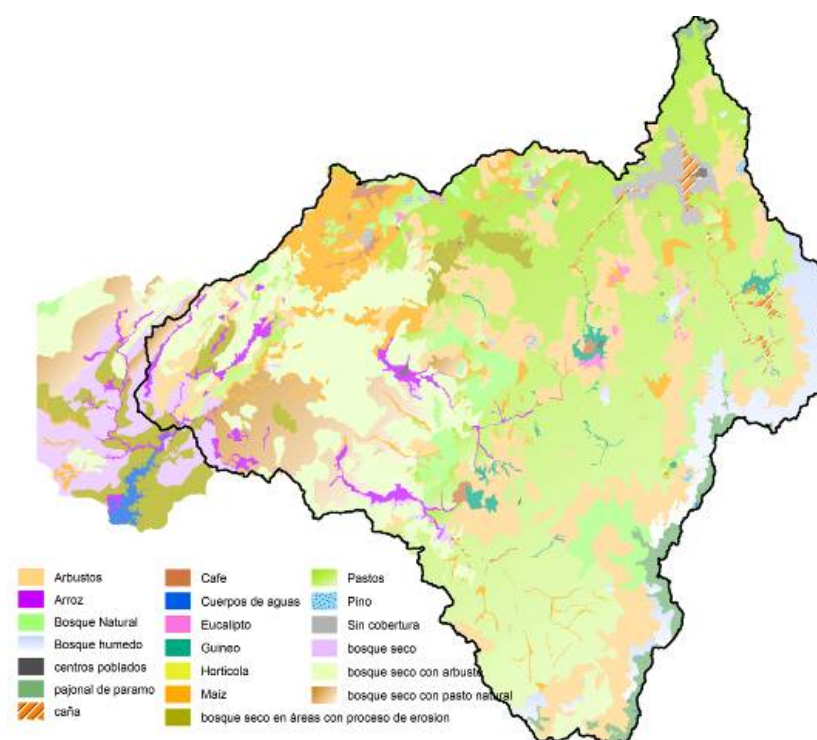 Arbustos
Arroz
Bosque Natural
Bosque humedo
centros poblados
pajonal de paramo
caña
Cafe
Cuerpos de aguas
Eucalipto
Guineo
Horticola
Maiz
bosque seco en áreas con proceso de erosion
Pastos
Pino
Sin cobertura
bosque seco
bosque seco con arbusto
bosque seco con pasto natural